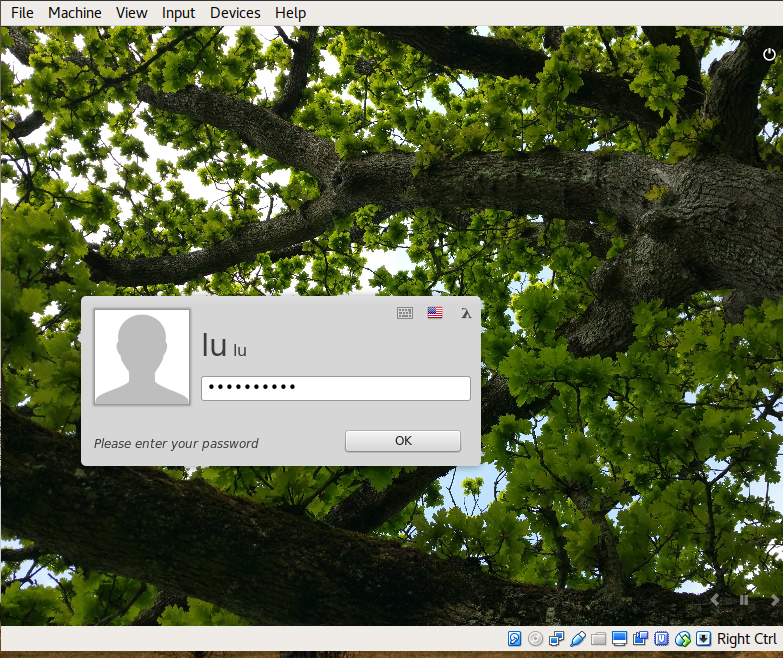 File Machine View Input Devices Help
lu lu
••••••••••
Please enter your password
OK
Right Ctrl